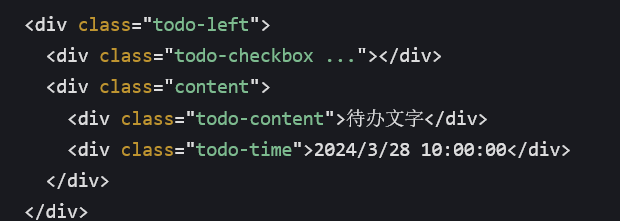 <div class="todo-left">
  <div class="todo-checkbox ..."></div>
  <div class="content">
    <div class="todo-content">待办文字</div>
    <div class="todo-time">2024/3/28 10:00:00</div>
  </div>
</div>